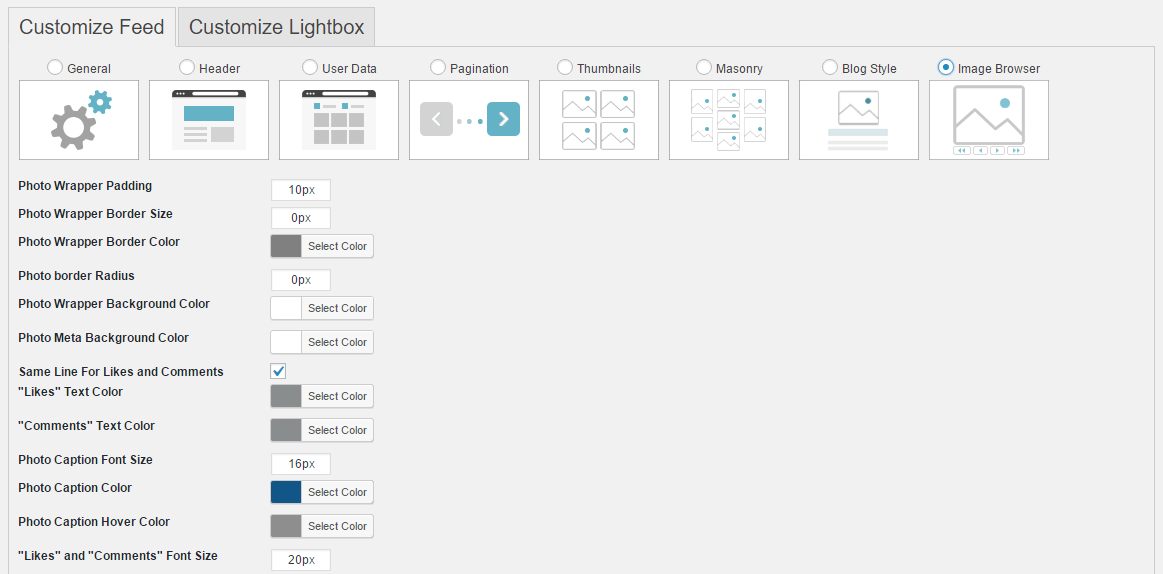 Customize Feed Customize Lightbox
General Header User Data Pagination Thumbnails Masonry Blog Style Image Browser
Photo Wrapper Padding 10px
Photo Wrapper Border Size 0px
Photo Wrapper Border Color Select Color
Photo border Radius 0px
Photo Wrapper Background Color Select Color
Photo Meta Background Color Select Color
Same Line For Likes and Comments
"Likes" Text Color Select Color
"Comments" Text Color Select Color
Photo Caption Font Size 16px
Photo Caption Color Select Color
Photo Caption Hover Color Select Color
"Likes" and "Comments" Font Size 20px